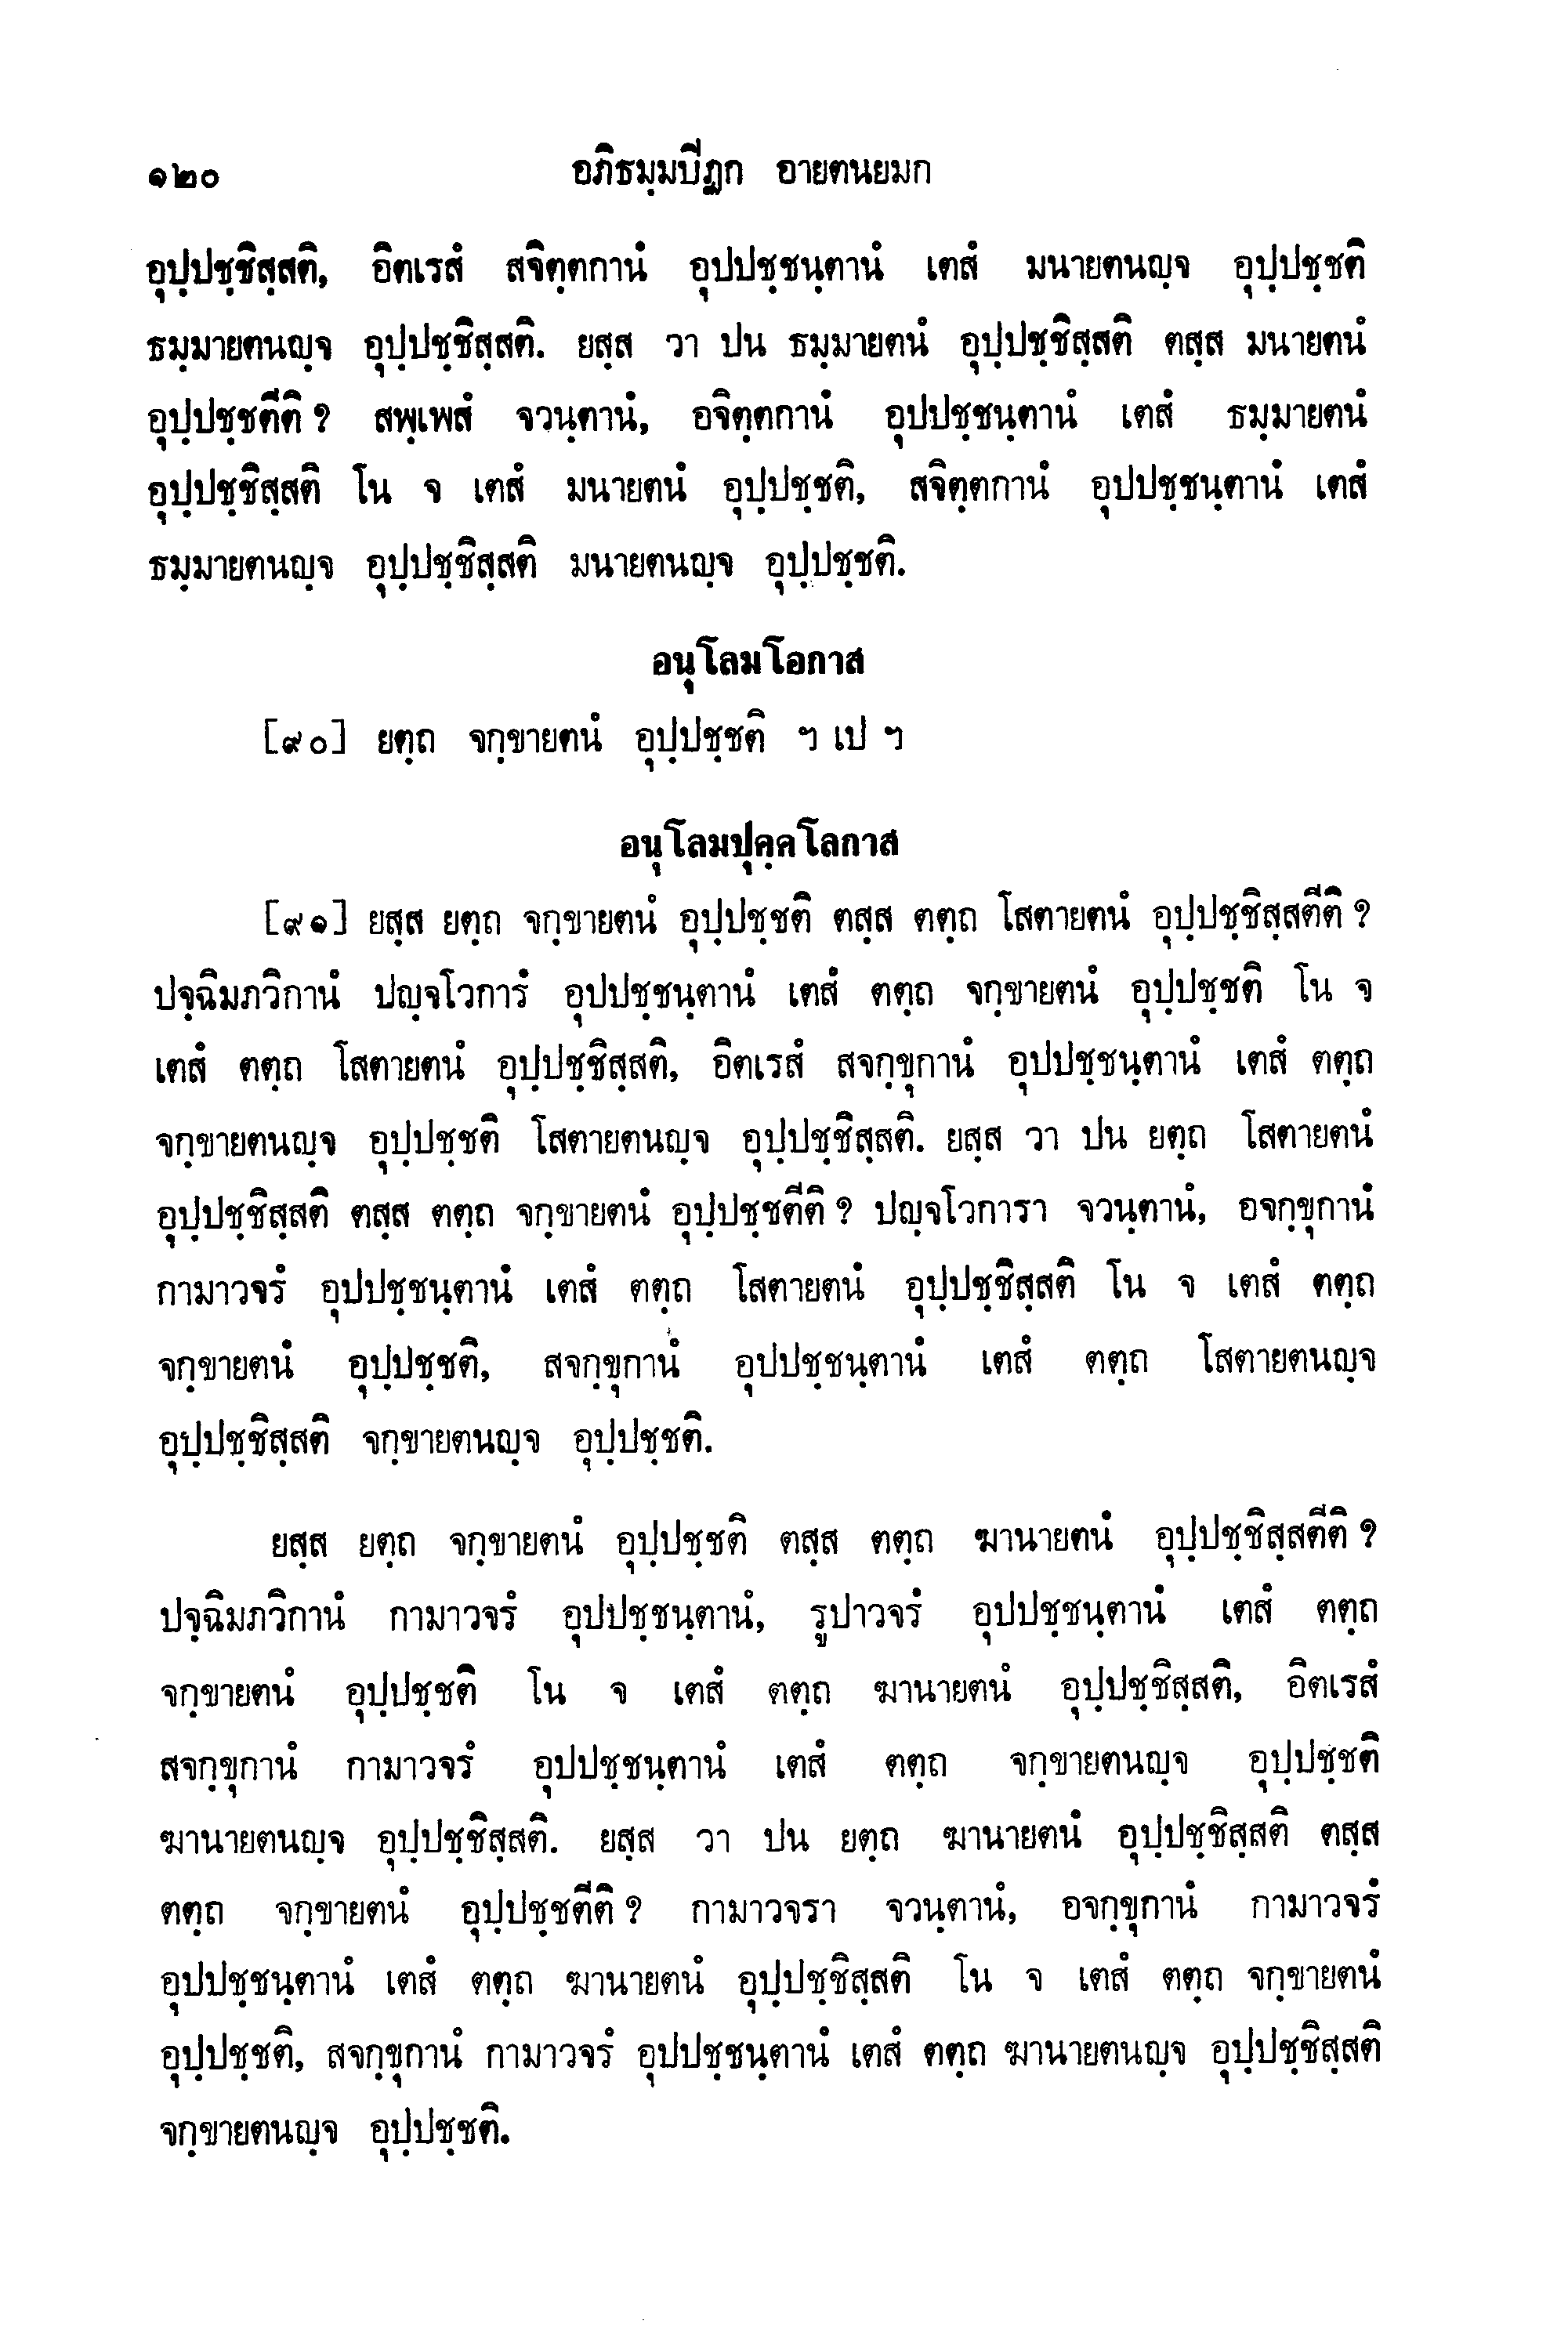 ๑๒๐ อภิธมฺมปีฏก อายตนยมก
อุปฺปชฺชิสฺสติ, อิตเรสํ สจิตฺตกานํ อุปปชฺชนฺตานํ เตสํ มนายตนญฺจ อุปฺปชฺชติ
ธมฺมายตนญฺจ อุปฺปชฺชิสฺสติ. ยสฺส วา ปน ธมฺมายตนํ อุปฺปชฺชิสฺสติ ตสฺส มนายตนํ
อุปฺปชฺชตีติ ? สพฺเพสํ จวนฺตานํ, อจิตฺตกานํ อุปปชฺชนฺตานํ เตสํ ธมฺมายตนํ
อุปฺปชฺชิสฺสติ โน จ เตสํ มนายตนํ อุปฺปชฺชติ, สจิตฺตกานํ อุปปชฺชนฺตานํ เตสํ
ธมฺมายตนญฺจ อุปฺปชฺชิสฺสติ มนายตนญฺจ อุปฺปชฺชติ.
อนุโลมโอกาส
[๙๐] ยตฺถ จกฺขายตนํ อุปฺปชฺชติ ฯ เป ฯ
อนุโลมปุคฺคโลกาส
[๙๑] ยสฺส ยตฺถ จกฺขายตนํ อุปฺปชฺชติ ตสฺส ตตฺถ โสตายตนํ อุปฺปชฺชิสฺสตีติ ?
ปจฺฉิมภวิกานํ ปญฺจโวการํ อุปปชฺชนฺตานํ เตสํ ตตฺถ จกฺขายตนํ อุปฺปชฺชติ โน จ
เตสํ ตตฺถ โสตายตนํ อุปฺปชฺชิสฺสติ, อิตเรสํ สจกฺขุกานํ อุปปชฺชนฺตานํ เตสํ ตตฺถ
จกฺขายตนญฺจ อุปฺปชฺชติ โสตายตนญฺจ อุปฺปชฺชิสฺสติ. ยสฺส วา ปน ยตฺถ โสตายตนํ
อุปฺปชฺชิสฺสติ ตสฺส ตตฺถ จกฺขายตนํ อุปฺปชฺชตีติ ? ปญฺจโวการา จวนฺตานํ, อจกฺขุกานํ
กามาวจรํ อุปปชฺชนฺตานํ เตสํ ตตฺถ โสตายตนํ อุปฺปชฺชิสฺสติ โน จ เตสํ ตตฺถ
จกฺขายตนํ อุปฺปชฺชติ, สจกฺขุกานํ อุปปชฺชนฺตานํ เตสํ ตตฺถ โสตายตนญฺจ
อุปฺปชฺชิสฺสติ จกฺขายตนญฺจ อุปฺปชฺชติ.
ยสฺส ยตฺถ จกฺขายตนํ อุปฺปชฺชติ ตสฺส ตตฺถ ฆานายตนํ อุปฺปชฺชิสฺสตีติ ?
ปจฺฉิมภวิกานํ กามาวจรํ อุปปชฺชนฺตานํ, รูปาวจรํ อุปปชฺชนฺตานํ เตสํ ตตฺถ
จกฺขายตนํ อุปฺปชฺชติ โน จ เตสํ ตตฺถ ฆานายตนํ อุปฺปชฺชิสฺสติ, อิตเรสํ
สจกฺขุกานํ กามาวจรํ อุปปชฺชนฺตานํ เตสํ ตตฺถ จกฺขายตนญฺจ อุปฺปชฺชติ
ฆานายตนญฺจ อุปฺปชฺชิสฺสติ. ยสฺส วา ปน ยตฺถ ฆานายตนํ อุปฺปชฺชิสฺสติ ตสฺส
ตตฺถ จกฺขายตนํ อุปฺปชฺชตีติ ? กามาวจรา จวนฺตานํ, อจกฺขุกานํ กามาวจรํ
อุปปชฺชนฺตานํ เตสํ ตตฺถ ฆานายตนํ อุปฺปชฺชิสฺสติ โน จ เตสํ ตตฺถ จกฺขายตนํ
อุปฺปชฺชติ, สจกฺขุกานํ กามาวจรํ อุปปชฺชนฺตานํ เตสํ ตตฺถ ฆานายตนญฺจ อุปฺปชฺชิสฺสติ
จกฺขายตนญฺจ อุปฺปชฺชติ.